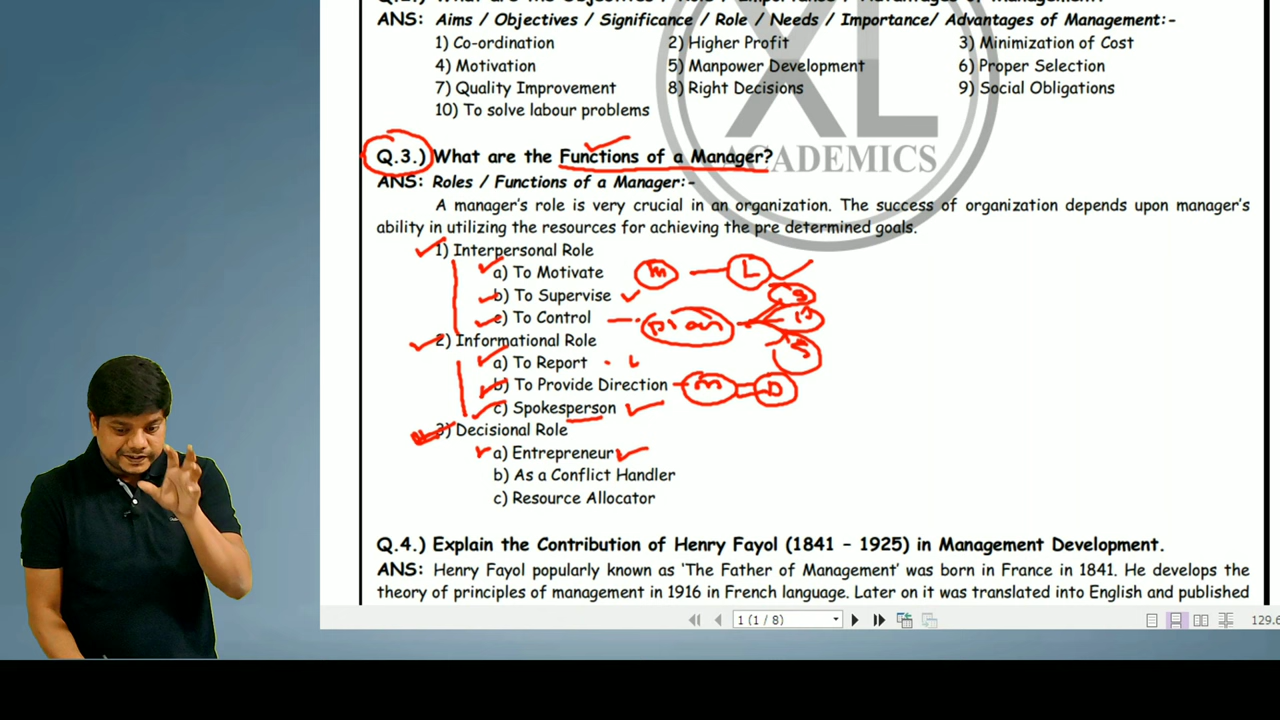 ANS: Aims / Objectives / Significance / Role / Needs / Importance/ Advantages of Management:-
1) Co-ordination 2) Higher Profit 3) Minimization of Cost
4) Motivation 5) Manpower Development 6) Proper Selection
7) Quality Improvement 8) Right Decisions 9) Social Obligations
10) To solve labour problems
XL
ACADEMICS
Q.3.) What are the Functions of a Manager?
ANS: Roles / Functions of a Manager:-
A manager's role is very crucial in an organization. The success of organization depends upon manager's
ability in utilizing the resources for achieving the pre determined goals.
1) Interpersonal Role
a) To Motivate m L
b) To Supervise
c) To Control plan
2) Informational Role
a) To Report
b) To Provide Direction m D
c) Spokesperson
3) Decisional Role
a) Entrepreneur
b) As a Conflict Handler
c) Resource Allocator
Q.4.) Explain the Contribution of Henry Fayol (1841 – 1925) in Management Development.
ANS: Henry Fayol popularly known as 'The Father of Management' was born in France in 1841. He develops the
theory of principles of management in 1916 in French language. Later on it was translated into English and published
1 (1 / 8) 129.6